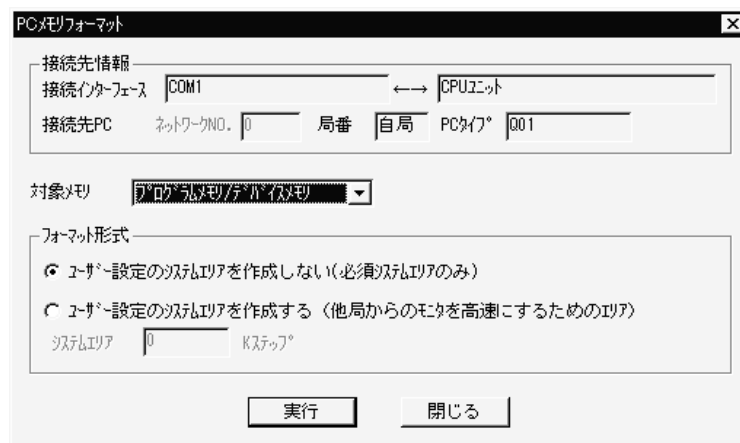 PCメモリフォーマット
接続先情報
接続インターフェース COM1 ←→ CPUユニット
接続先PC ネットワークNO. 0 局番 自局 PCタイプ Q01
対象メモリ プログラムメモリ/デバイスメモリ
フォーマット形式
ユーザー設定のシステムエリアを作成しない(必須システムエリアのみ)
ユーザー設定のシステムエリアを作成する (他局からのモニタを高速にするためのエリア)
システムエリア 0 Kステップ
実行 閉じる